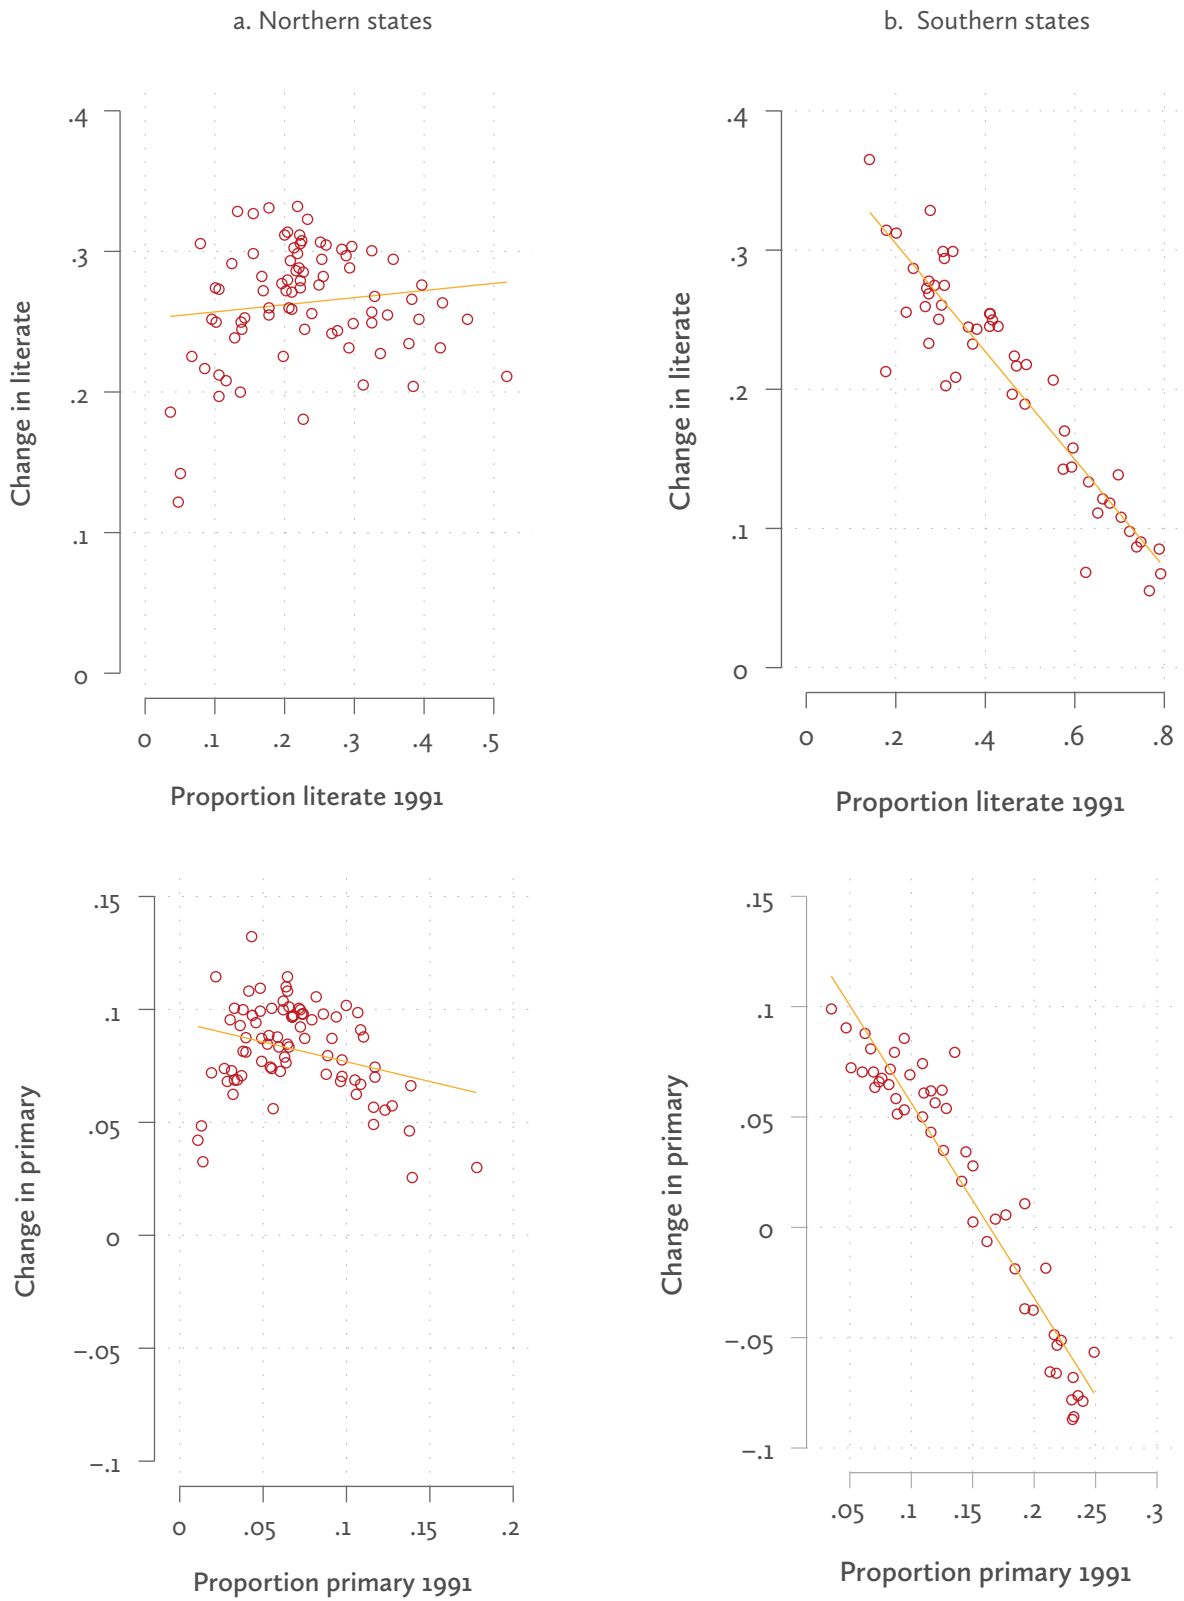 a. Northern states
b. Southern states
.4
.3
.2
.1
0
Change in literate
0 .1 .2 .3 .4 .5
Proportion literate 1991
.4
.3
.2
.1
0
Change in literate
0 .2 .4 .6 .8
Proportion literate 1991
.15
.1
.05
0
−.05
−.1
Change in primary
0 .05 .1 .15 .2
Proportion primary 1991
.15
.1
.05
0
−.05
−.1
Change in primary
.05 .1 .15 .2 .25 .3
Proportion primary 1991